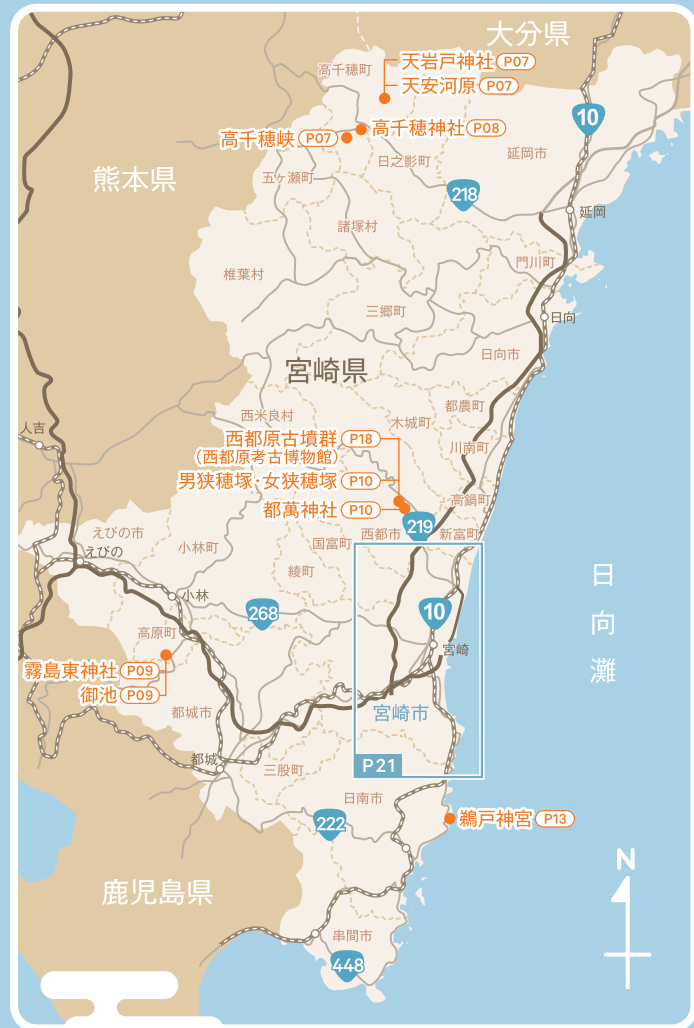 大分県
天岩戸神社 P07
高千穂町
天安河原 P07
10
高千穂神社 P08
高千穂峡 P07
日之影町
延岡市
熊本県
五ヶ瀬町
218
延岡
諸塚村
門川町
椎葉村
三郷町
日向
日向市
宮崎県
都農町
西米良村
木城町
人吉
西都原古墳群 P18
(西都原考古博物館)
川南町
男狭穂塚・女狭穂塚 P10
高鍋町
都萬神社 P10
219
えびの市
西都市
新富町
小林町
国富町
えびの
綾町
日向灘
小林
268
10
高原町
宮崎
霧島東神社 P09
御池 P09
都城市
宮崎市
都城
三股町
P21
日南市
222
鵜戸神宮 P13
N
鹿児島県
串間市
448